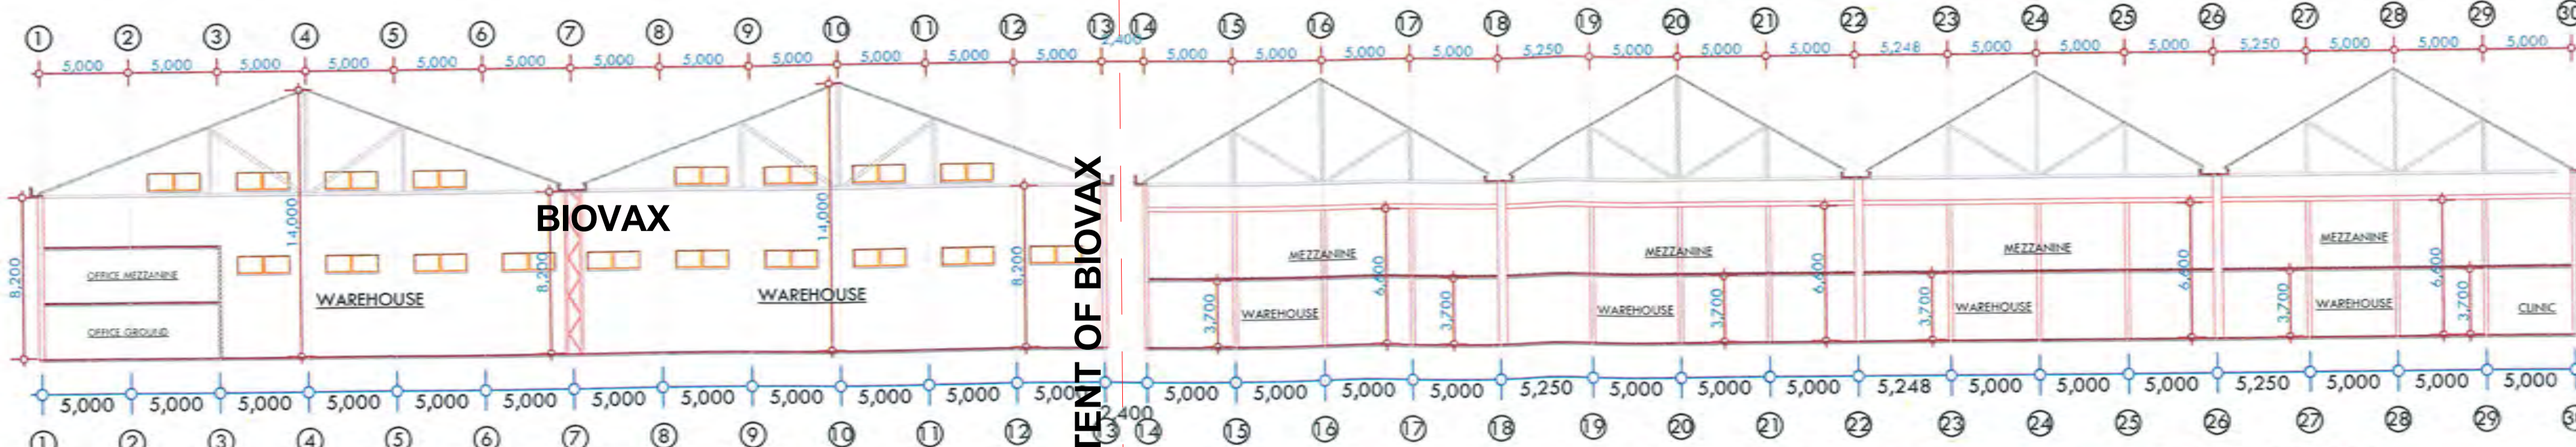 1 2 3 4 5 6 7 8 9 10 11 12 13 14 15 16 17 18 19 20 21 22 23 24 25 26 27 28 29
5,000 5,000 5,000 5,000 5,000 5,000 5,000 5,000 5,000 5,000 5,000 5,000 2,400 5,000 5,000 5,000 5,000 5,250 5,000 5,000 5,000 5,248 5,000 5,000 5,000 5,250 5,000 5,000 5,000
14,000
14,000
BIOVAX
TENT OF BIOVAX
8,200
8,200
8,200
OFFICE MEZZANINE
OFFICE GROUND
WAREHOUSE
WAREHOUSE
MEZZANINE
MEZZANINE
MEZZANINE
MEZZANINE
6,600
6,600
6,600
6,600
3,700
WAREHOUSE
3,700
WAREHOUSE
3,700
3,700
WAREHOUSE
3,700
WAREHOUSE
3,700
CLINIC
5,000 5,000 5,000 5,000 5,000 5,000 5,000 5,000 5,000 5,000 5,000 5,000 2,400 5,000 5,000 5,000 5,000 5,250 5,000 5,000 5,000 5,248 5,000 5,000 5,000 5,250 5,000 5,000 5,000
1 2 3 4 5 6 7 8 9 10 11 12 13 14 15 16 17 18 19 20 21 22 23 24 25 26 27 28 29